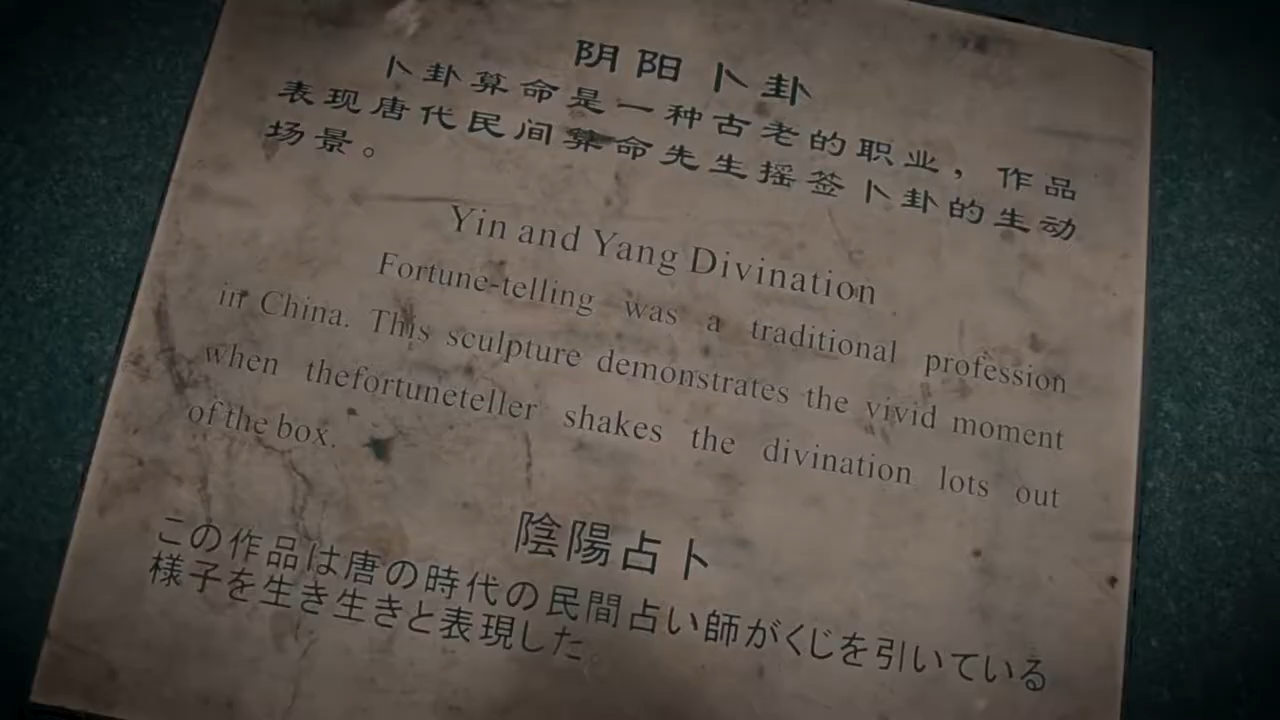 阴阳卜卦
卜卦算命是一种古老的职业，作品
表现唐代民间算命先生摇签卜卦的生动
场景。
Yin and Yang Divination
Fortune-telling was a traditional profession
in China. This sculpture demonstrates the vivid moment
when thefortuneteller shakes the divination lots out
of the box.
陰陽占卜
この作品は唐の時代の民間占い師がくじを引いている
様子を生き生きと表現した.